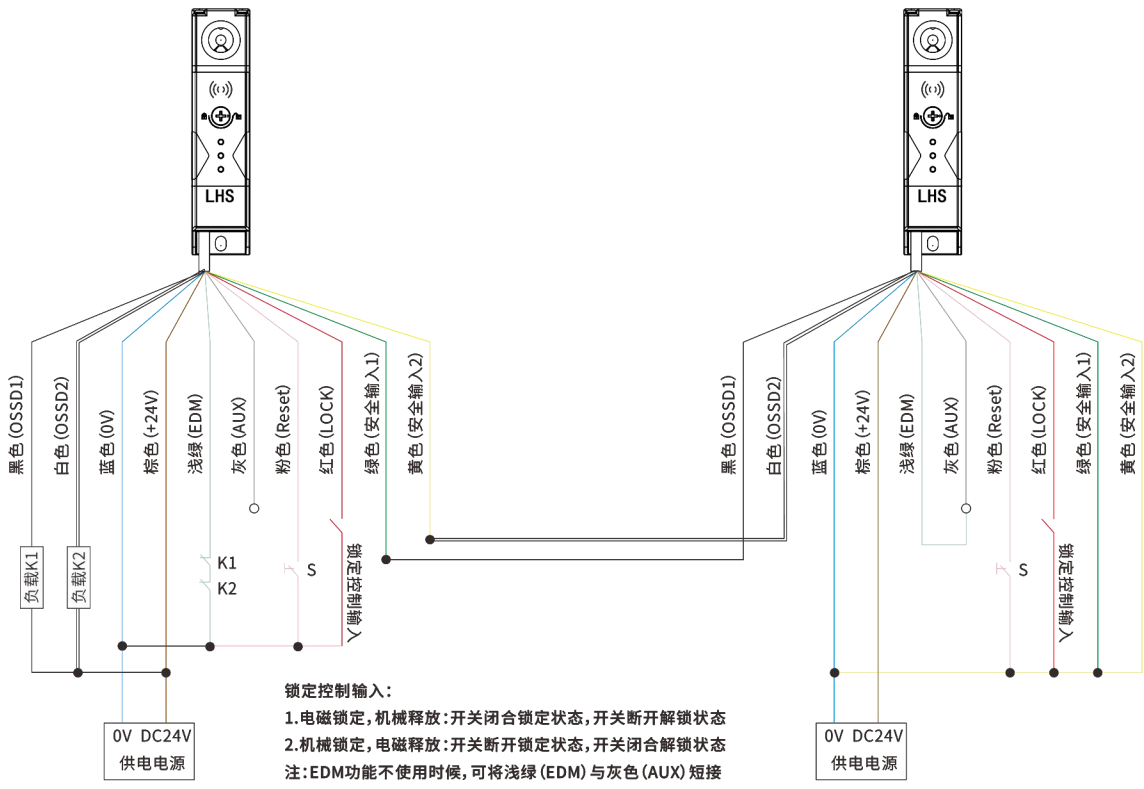 LHS
LHS
黑色(OSSD1)
白色(OSSD2)
蓝色(0V)
棕色(+24V)
浅绿(EDM)
灰色(AUX)
粉色(Reset)
红色(LOCK)
绿色(安全输入1)
黄色(安全输入2)
黑色(OSSD1)
白色(OSSD2)
蓝色(0V)
棕色(+24V)
浅绿(EDM)
灰色(AUX)
粉色(Reset)
红色(LOCK)
绿色(安全输入1)
黄色(安全输入2)
负载K1
负载K2
K1
K2
S
锁定控制输入
S
锁定控制输入
0V DC24V
供电电源
0V DC24V
供电电源
锁定控制输入:
1.电磁锁定,机械释放:开关闭合锁定状态,开关断开解锁状态
2.机械锁定,电磁释放:开关断开锁定状态,开关闭合解锁状态
注:EDM功能不使用时候,可将浅绿(EDM)与灰色(AUX)短接